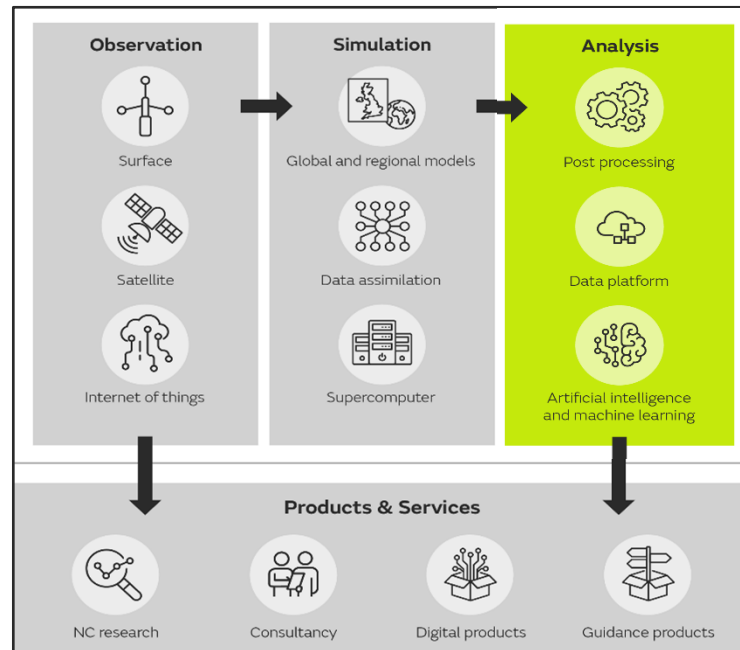 Observation
Surface
Satellite
Internet of things
Simulation
Global and regional models
Data assimilation
Supercomputer
Analysis
Post processing
Data platform
Artificial intelligence
and machine learning
Products & Services
NC research
Consultancy
Digital products
Guidance products